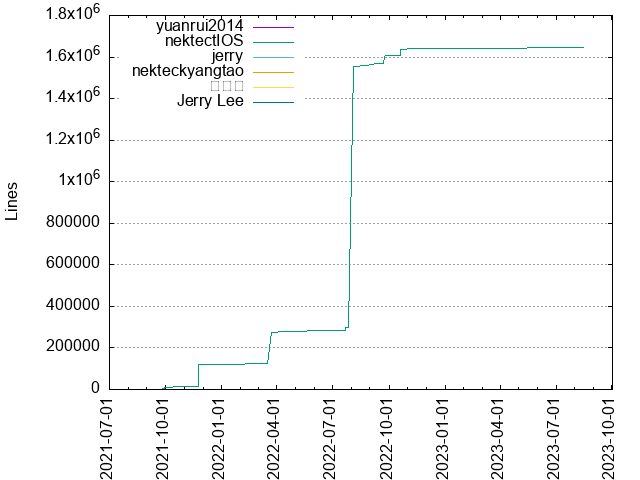 yuanrui2014
nektectIOS
jerry
nekteckyangtao
Jerry Lee
Lines
1.8x10^6
1.6x10^6
1.4x10^6
1.2x10^6
1x10^6
800000
600000
400000
200000
0
2021-07-01
2021-10-01
2022-01-01
2022-04-01
2022-07-01
2022-10-01
2023-01-01
2023-04-01
2023-07-01
2023-10-01